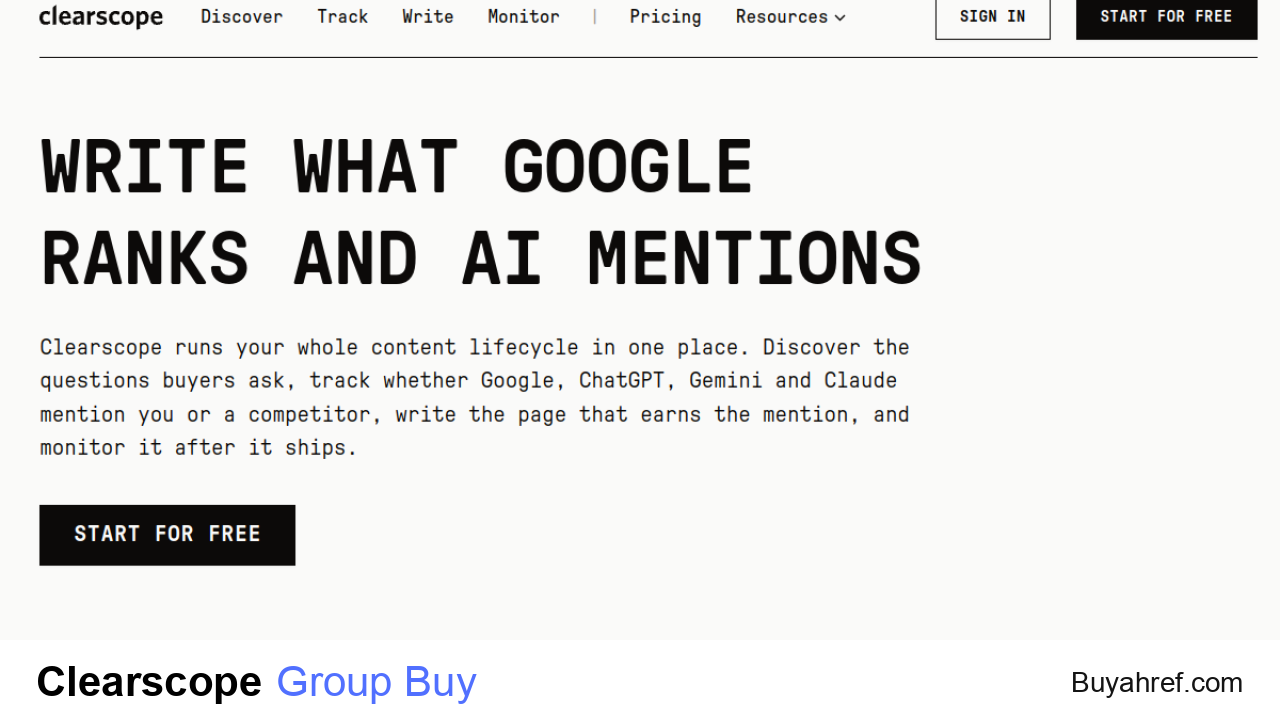 clearscope Discover Track Write Monitor | Pricing Resources SIGN IN START FOR FREE
WRITE WHAT GOOGLE
RANKS AND AI MENTIONS
Clearscope runs your whole content lifecycle in one place. Discover the
questions buyers ask, track whether Google, ChatGPT, Gemini and Claude
mention you or a competitor, write the page that earns the mention, and
monitor it after it ships.
START FOR FREE
Clearscope Group Buy Buyahref.com